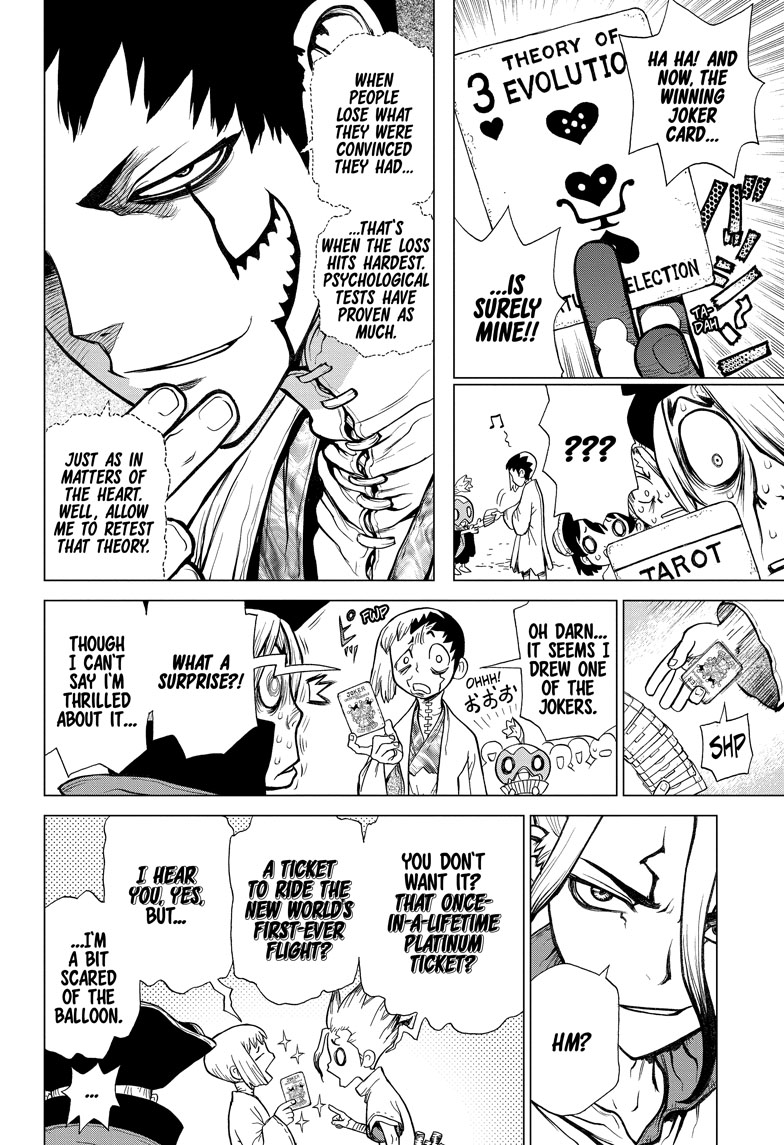 HA HA! AND
NOW, THE
WINNING
JOKER
CARD...
3
THEORY OF
EVOLUTIO
ELECTION
...IS
SURELY
MINE!!
TA-
DAH
WHEN
PEOPLE
LOSE WHAT
THEY WERE
CONVINCED
THEY HAD...
...THAT'S
WHEN THE LOSS
HITS HARDEST.
PSYCHOLOGICAL
TESTS HAVE
PROVEN AS
MUCH.
JUST AS IN
MATTERS OF
THE HEART.
WELL, ALLOW
ME TO RETEST
THAT THEORY.
???
TAROT
SHP
OH DARN...
IT SEEMS I
DREW ONE
OF THE
JOKERS.
OHHH!
おおお
ピ
FWP
JOKER
WHAT A
SURPRISE?!
THOUGH
I CAN'T
SAY I'M
THRILLED
ABOUT IT...
HM?
YOU DON'T
WANT IT?
THAT ONCE-
IN-A-LIFETIME
PLATINUM
TICKET?
A TICKET
TO RIDE THE
NEW WORLD'S
FIRST-EVER
FLIGHT?
I HEAR
YOU, YES,
BUT...
...I'M
A BIT
SCARED
OF THE
BALLOON.
...